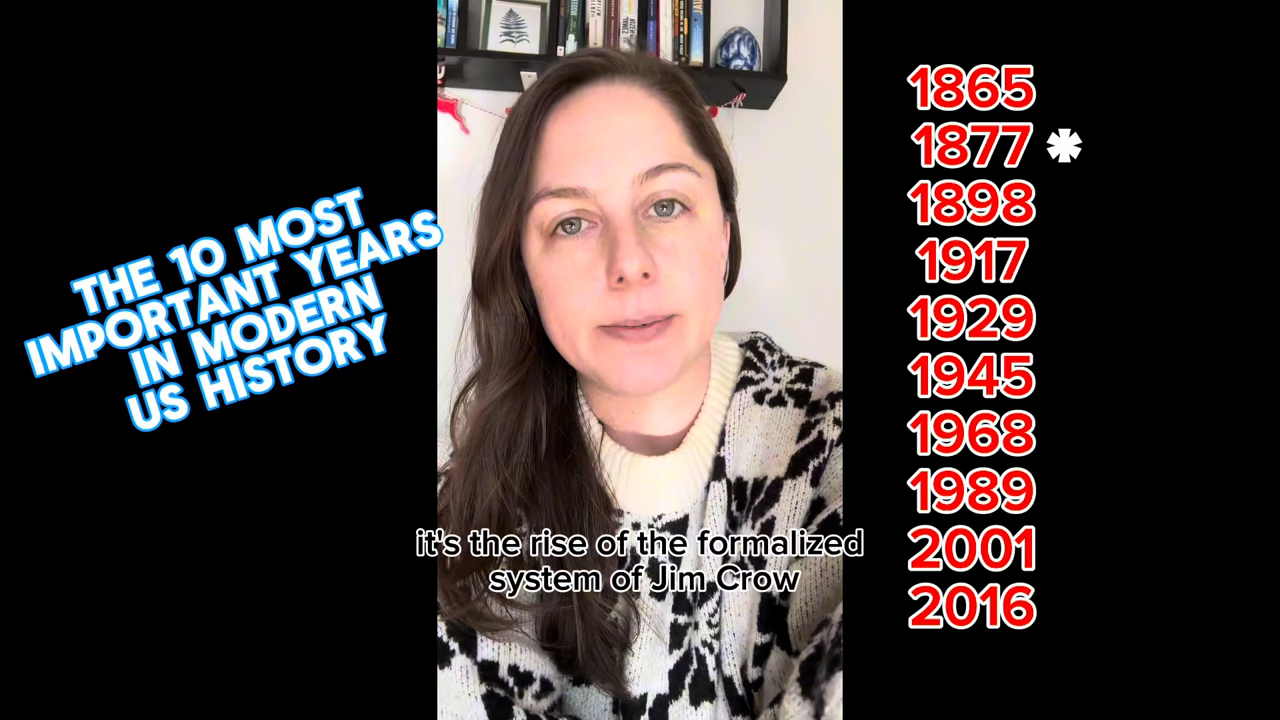 THE 10 MOST
IMPORTANT YEARS
IN MODERN
US HISTORY
1865
1877 *
1898
1917
1929
1945
1968
1989
2001
2016
it's the rise of the formalized
system of Jim Crow